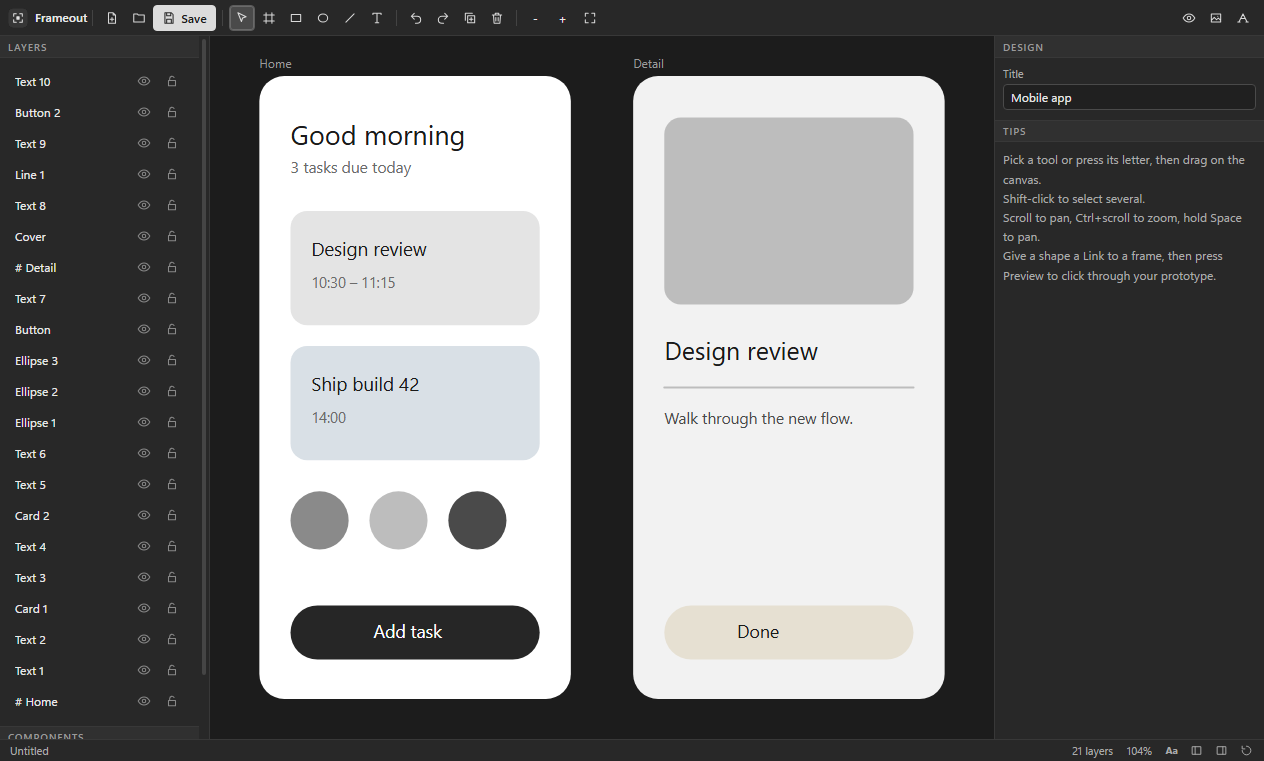 Frameout
Save
- +
LAYERS
Text 10
Button 2
Text 9
Line 1
Text 8
Cover
# Detail
Text 7
Button
Ellipse 3
Ellipse 2
Ellipse 1
Text 6
Text 5
Card 2
Text 4
Text 3
Card 1
Text 2
Text 1
# Home
COMPONENTS
Home
Good morning
3 tasks due today
Design review
10:30 – 11:15
Ship build 42
14:00
Add task
Detail
Design review
Walk through the new flow.
Done
DESIGN
Title
Mobile app
TIPS
Pick a tool or press its letter, then drag on the
canvas.
Shift-click to select several.
Scroll to pan, Ctrl+scroll to zoom, hold Space
to pan.
Give a shape a Link to a frame, then press
Preview to click through your prototype.
Untitled
21 layers 104% Aa